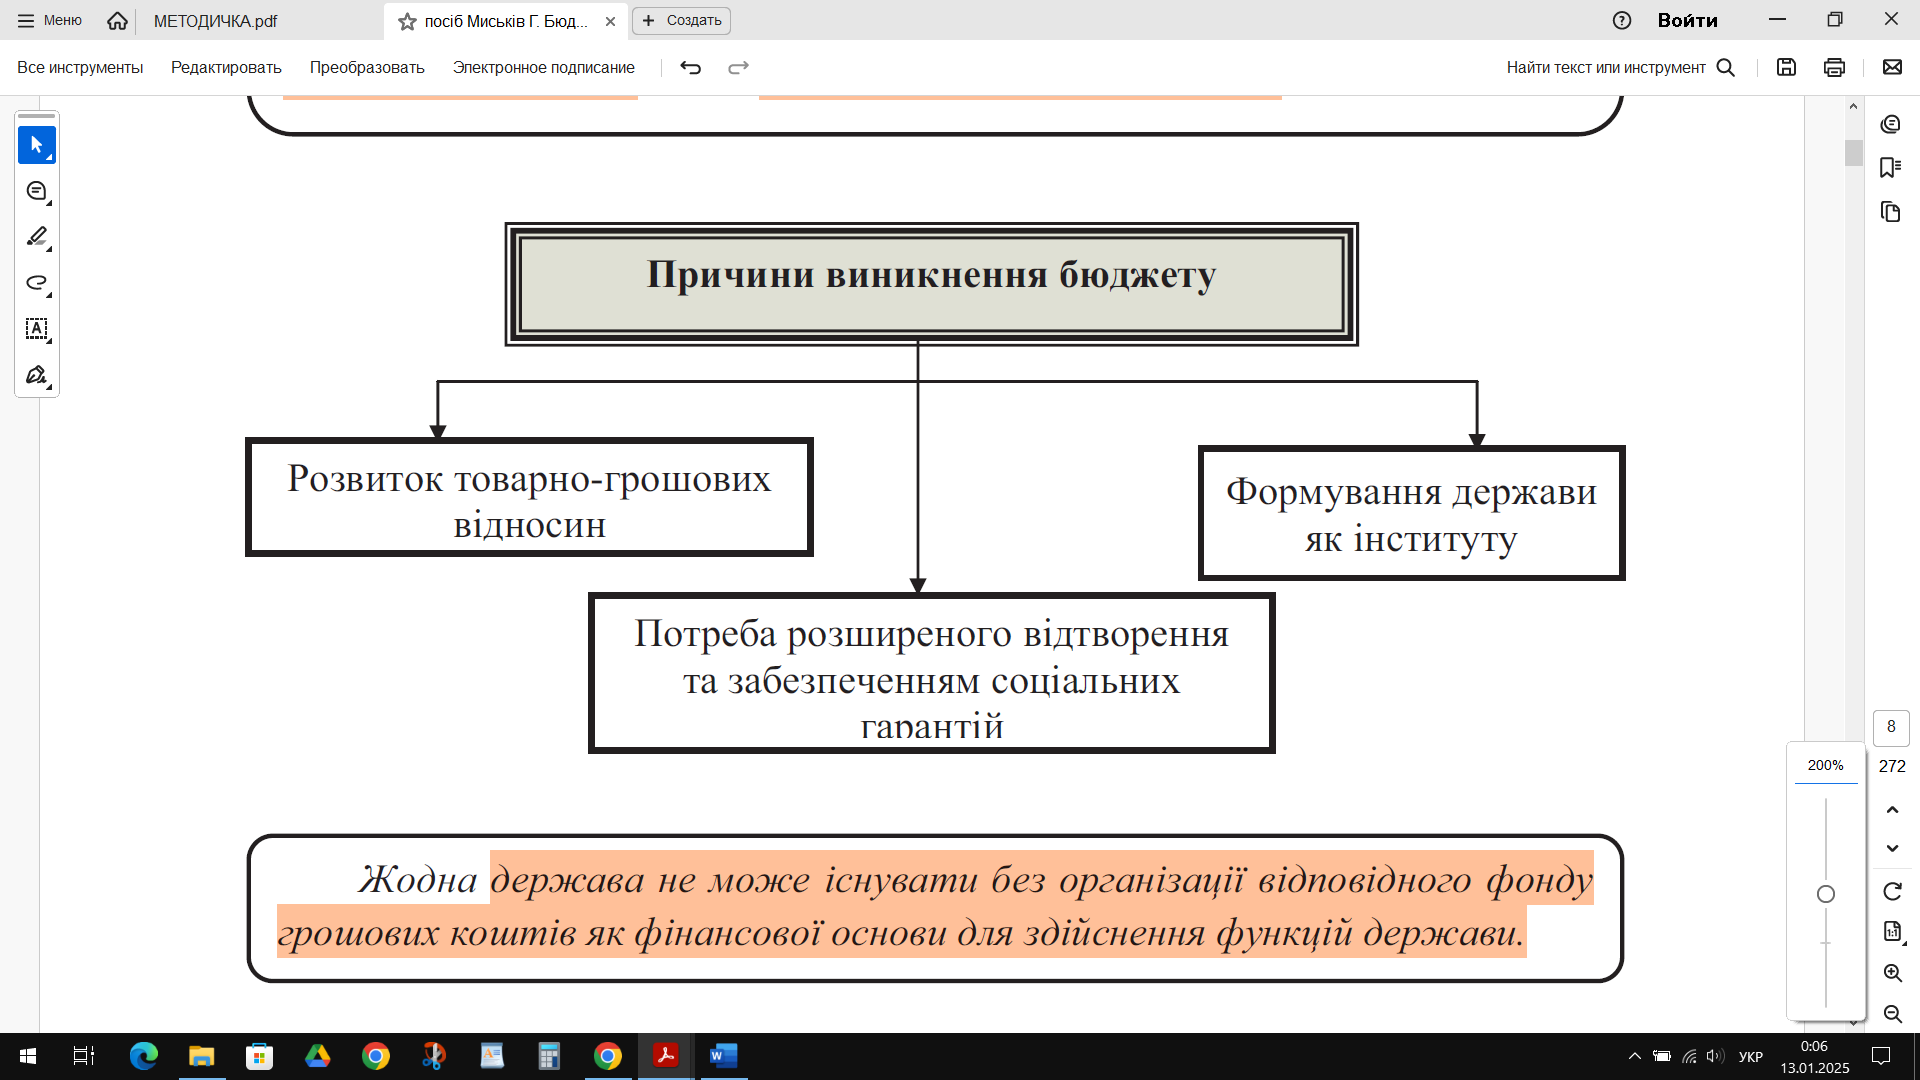 Меню
МЕТОДИЧКА.pdf
посіб Миськів Г. Бюд...
Создать
Войти
Все инструменты
Редактировать
Преобразовать
Электронное подписание
Найти текст или инструмент
Причини виникнення бюджету
Розвиток товарно-грошових
відносин
Формування держави
як інституту
Потреба розширеного відтворення
та забезпеченням соціальних
гарантій
Жодна держава не може існувати без організації відповідного фонду
грошових коштів як фінансової основи для здійснення функцій держави.
8
272
200%
1:1
УКР
0:06
13.01.2025